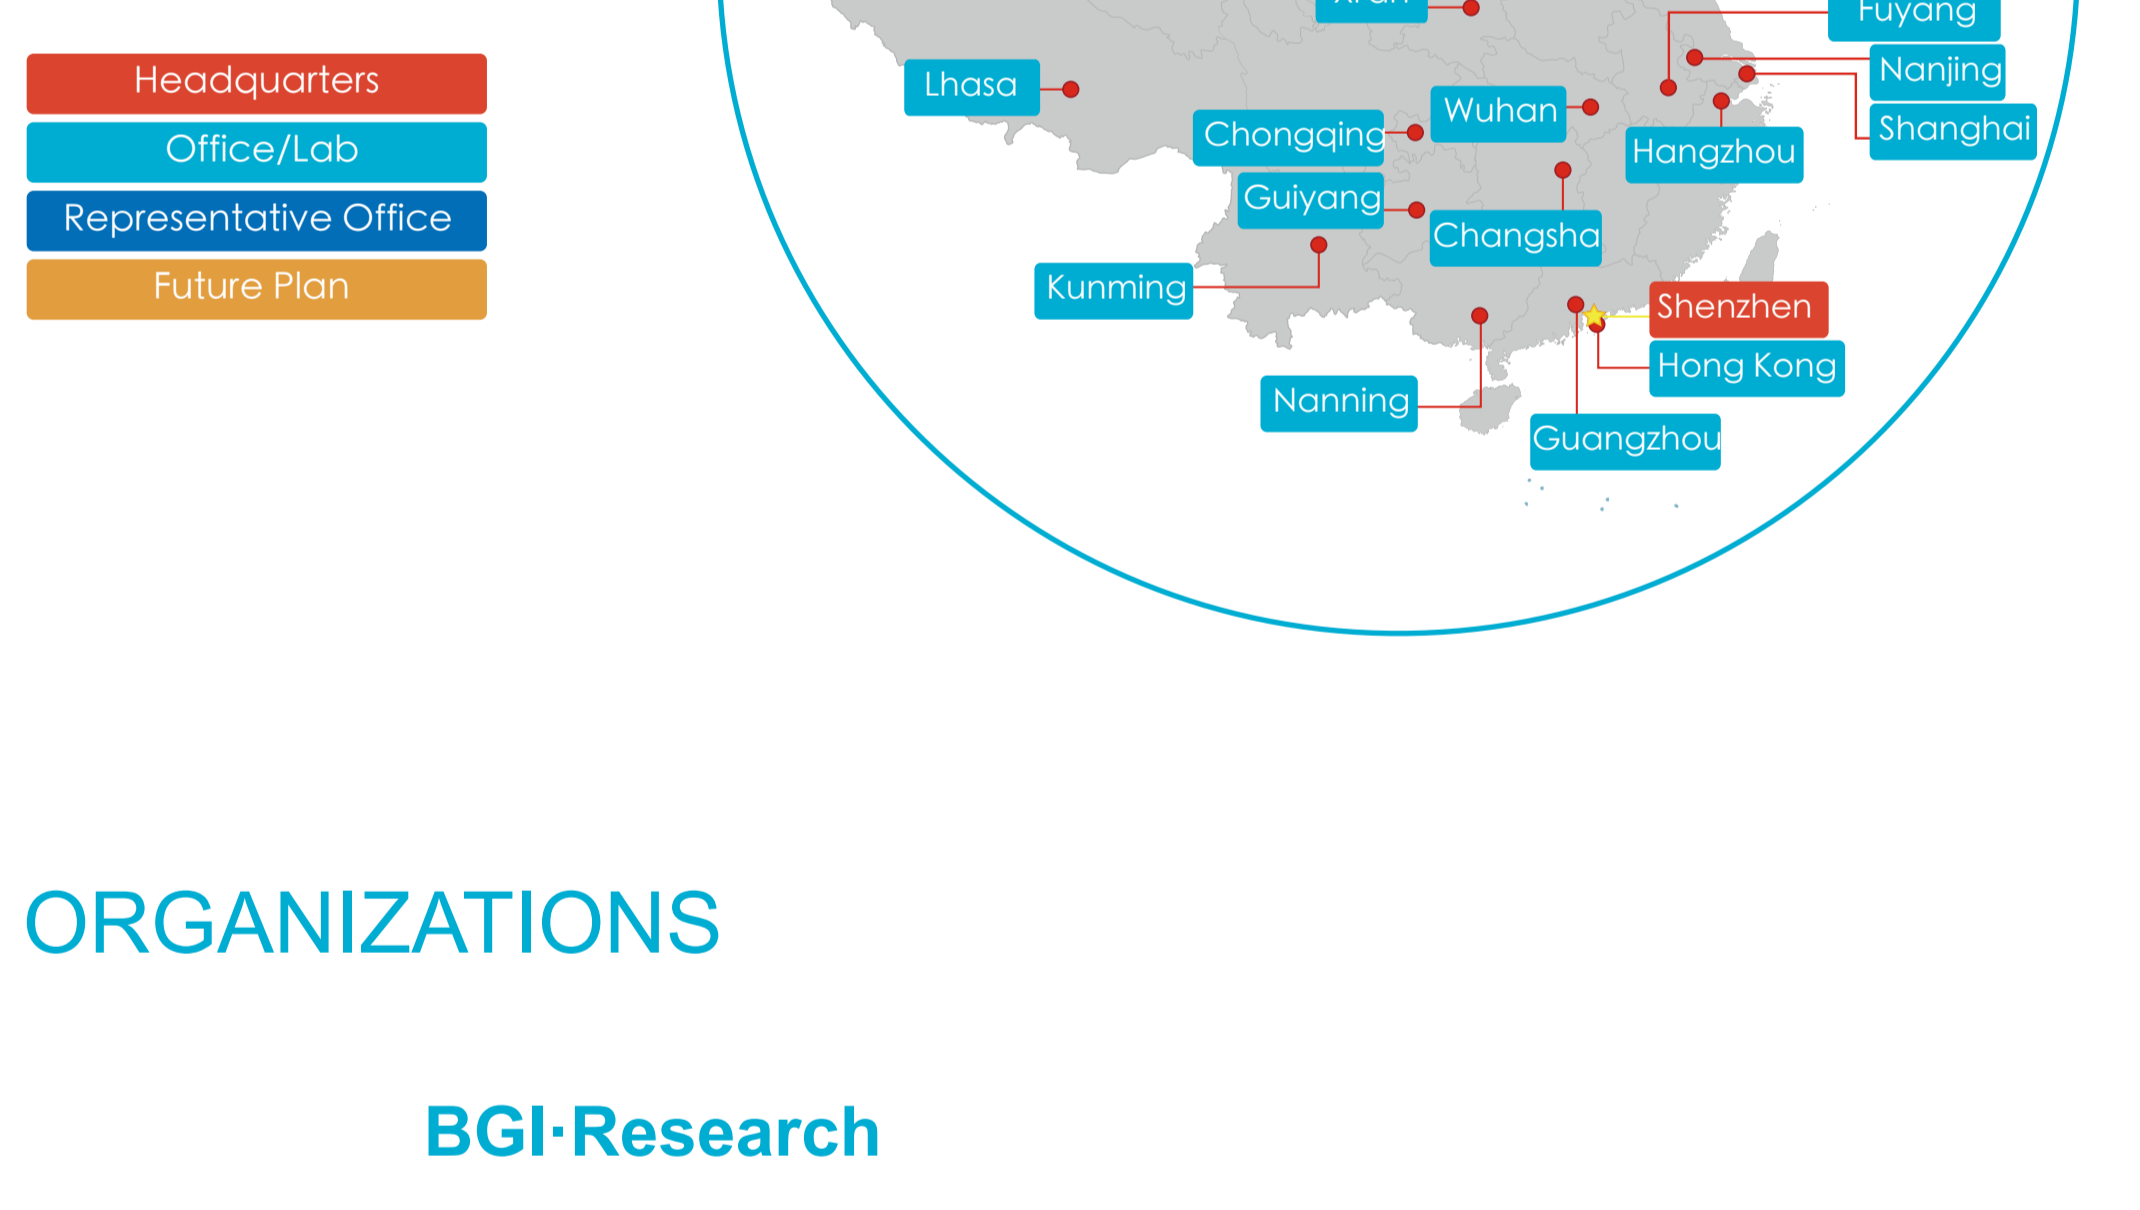 Fuyang
Headquarters
Nanjing
Lhasa
Wuhan
Shanghai
Chongqing
Office/Lab
Hangzhou
Guiyang
Representative Office
Changsha
Kunming
Future Plan
Shenzhen
Hong Kong
Nanning
Guangzhou
ORGANIZATIONS
BGI·Research